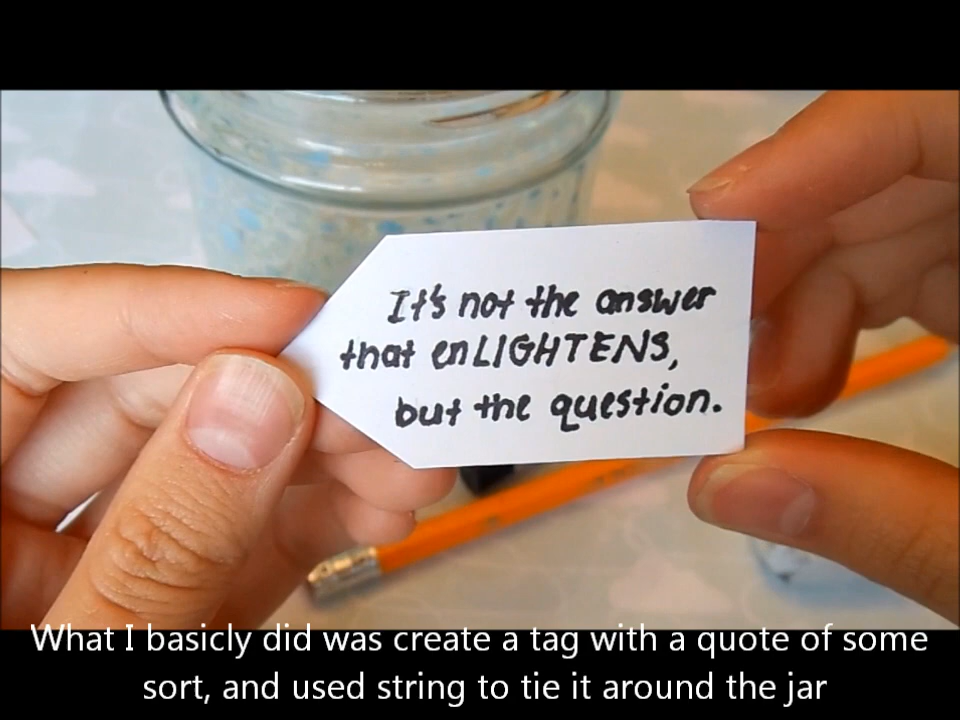 It's not the answer
that enLIGHTENS,
but the question.
What I basicly did was create a tag with a quote of some
sort, and used string to tie it around the jar